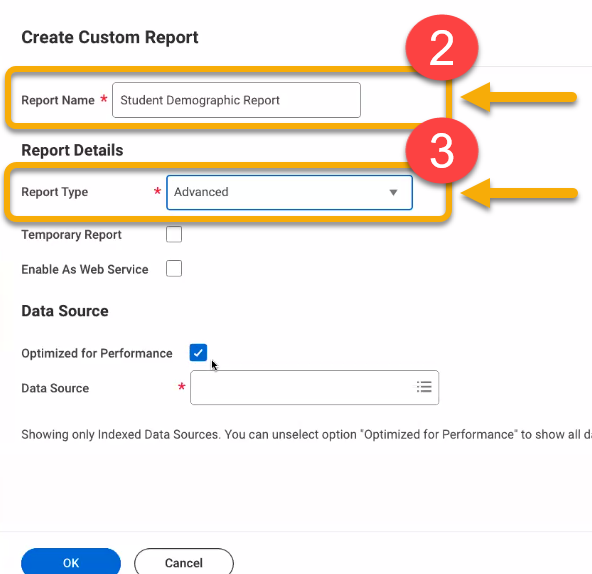 Create Custom Report
2
Report Name * Student Demographic Report
Report Details
3
Report Type * Advanced
Temporary Report
Enable As Web Service
Data Source
Optimized for Performance
Data Source *
Showing only Indexed Data Sources. You can unselect option "Optimized for Performance" to show all
OK Cancel